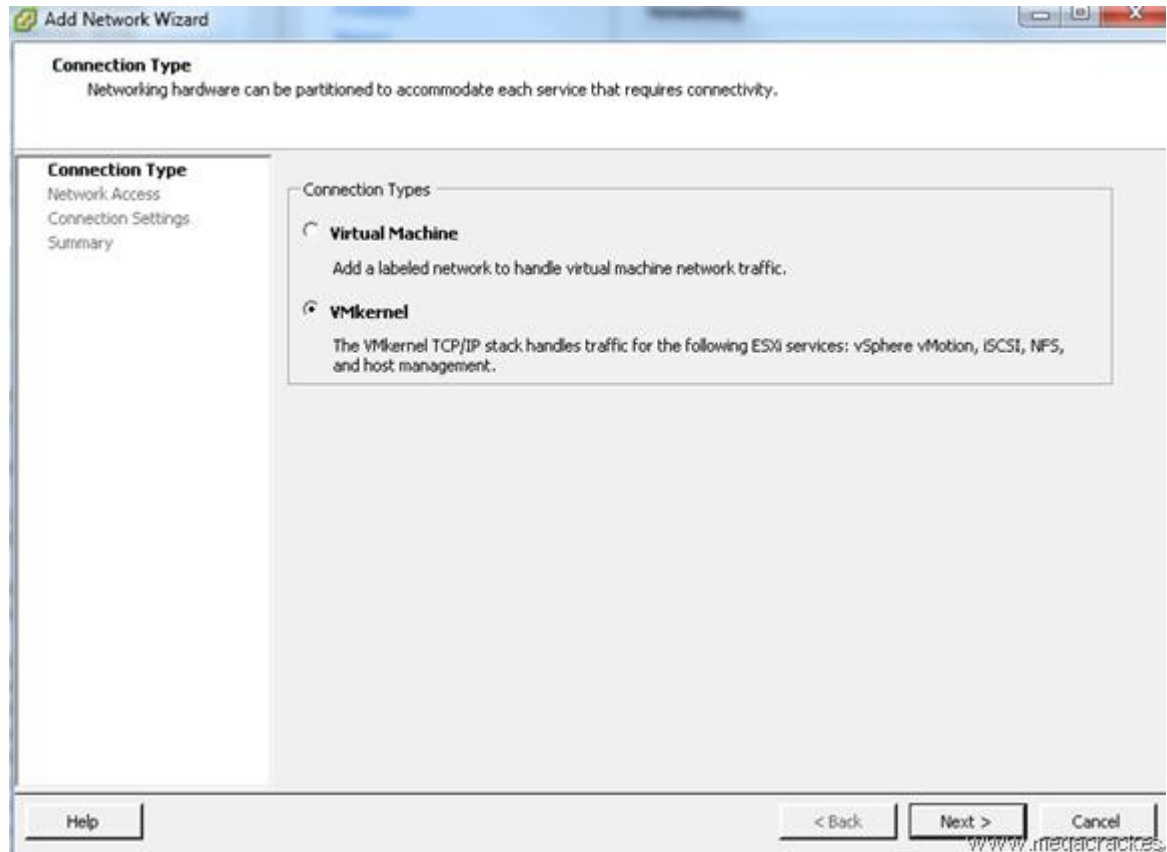 Add Network Wizard
Connection Type
Networking hardware can be partitioned to accommodate each service that requires connectivity.
Connection Type
Network Access
Connection Settings
Summary
Connection Types
Virtual Machine
Add a labeled network to handle virtual machine network traffic.
VMkernel
The VMkernel TCP/IP stack handles traffic for the following ESXi services: vSphere vMotion, iSCSI, NFS,
and host management.
Help
< Back
Next >
Cancel
www.megacrack.es